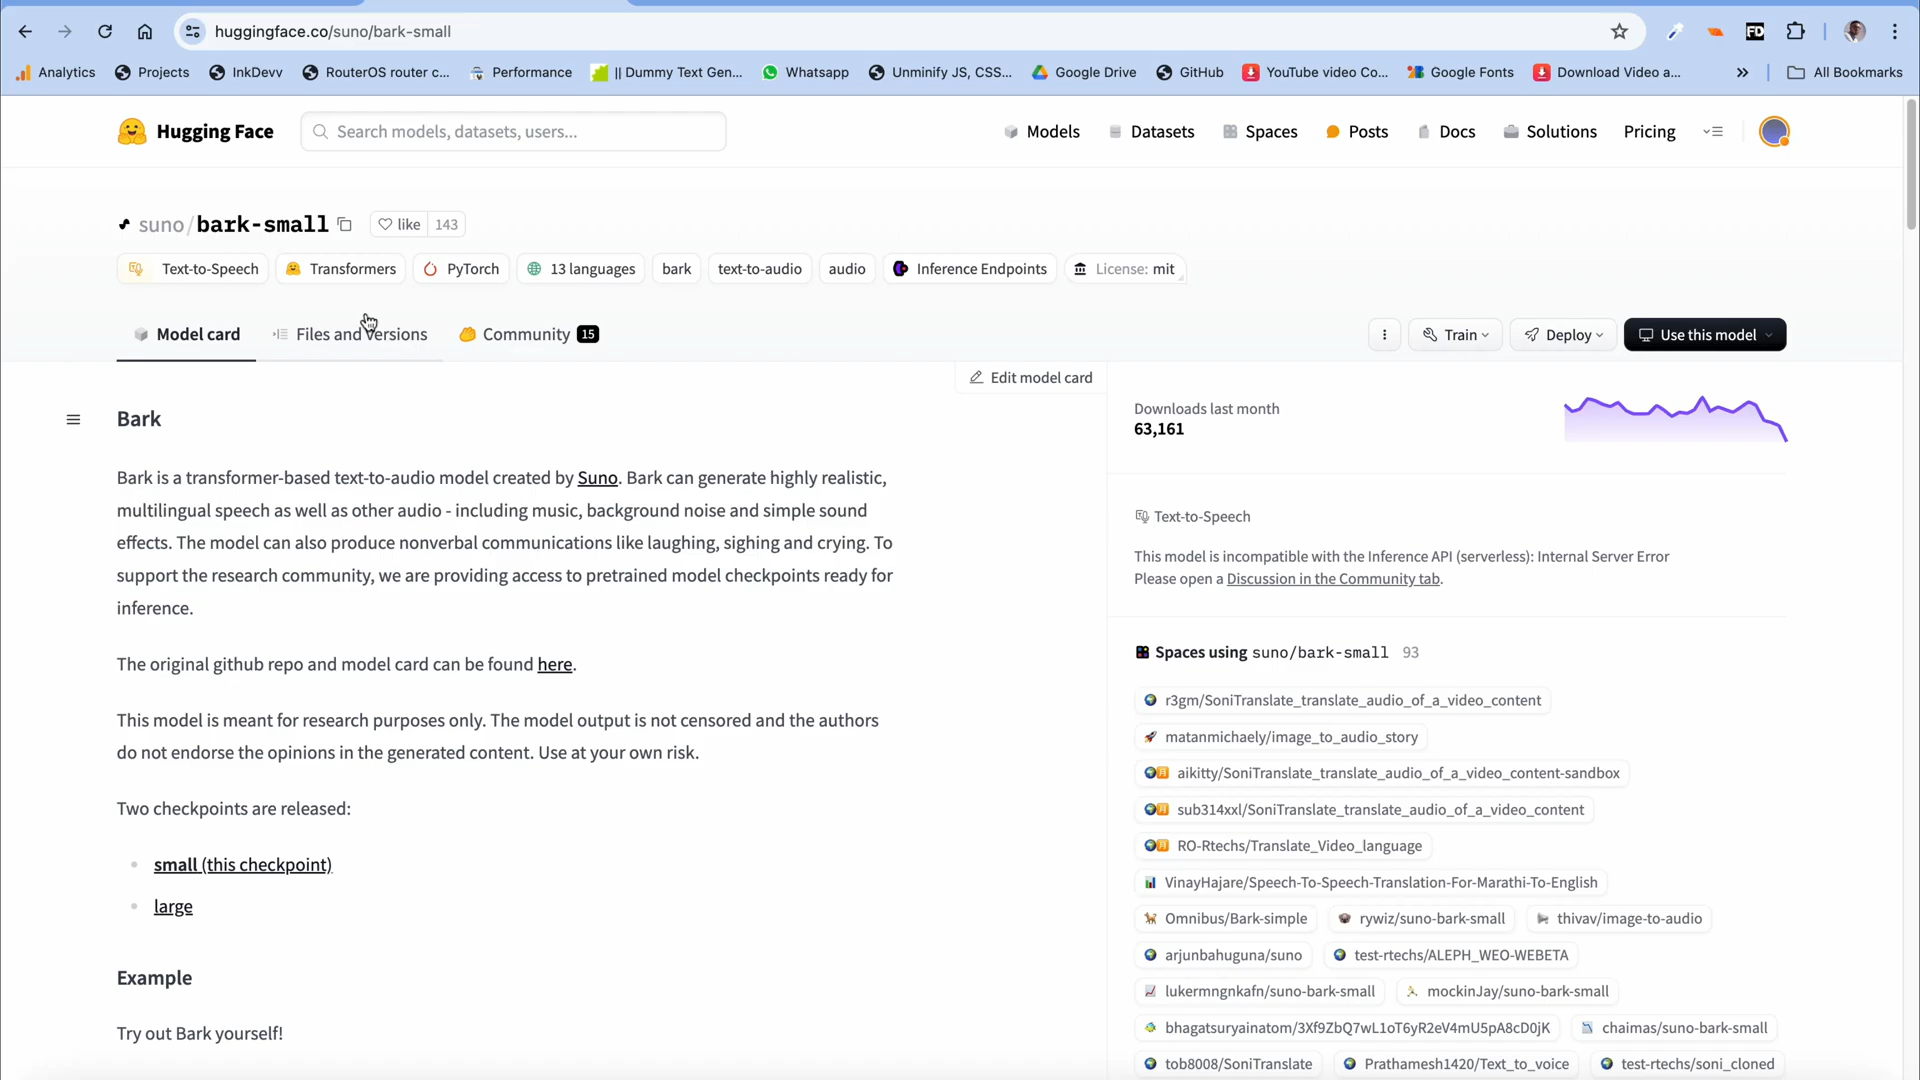 huggingface.co/suno/bark-small
Analytics Projects InkDevv RouterOS router c... Performance || Dummy Text Gen... Whatsapp Unminify JS, CSS... Google Drive GitHub YouTube video Co... Google Fonts Download Video a... » All Bookmarks
FD
Hugging Face Search models, datasets, users... Models Datasets Spaces Posts Docs Solutions Pricing
suno/bark-small like 143
Text-to-Speech Transformers PyTorch 13 languages bark text-to-audio audio Inference Endpoints License: mit
Model card Files and versions Community 15 Train Deploy Use this model
Edit model card
Bark
Bark is a transformer-based text-to-audio model created by Suno. Bark can generate highly realistic,
multilingual speech as well as other audio - including music, background noise and simple sound
effects. The model can also produce nonverbal communications like laughing, sighing and crying. To
support the research community, we are providing access to pretrained model checkpoints ready for
inference.
The original github repo and model card can be found here.
This model is meant for research purposes only. The model output is not censored and the authors
do not endorse the opinions in the generated content. Use at your own risk.
Two checkpoints are released:
small (this checkpoint)
large
Example
Try out Bark yourself!
Downloads last month
63,161
Text-to-Speech
This model is incompatible with the Inference API (serverless): Internal Server Error
Please open a Discussion in the Community tab.
Spaces using suno/bark-small 93
r3gm/SoniTranslate_translate_audio_of_a_video_content
matanmichaely/image_to_audio_story
aikitty/SoniTranslate_translate_audio_of_a_video_content-sandbox
sub314xxl/SoniTranslate_translate_audio_of_a_video_content
RO-Rtechs/Translate_Video_language
VinayHajare/Speech-To-Speech-Translation-For-Marathi-To-English
Omnibus/Bark-simple rywiz/suno-bark-small thivav/image-to-audio
arjunbahuguna/suno test-rtechs/ALEPH_WEO-WEBETA
lukermngnkafn/suno-bark-small mockinJay/suno-bark-small
bhagatsuryainatom/3Xf9ZbQ7wL1oT6yR2eV4mU5pA8cD0jK chaimas/suno-bark-small
tob8008/SoniTranslate Prathamesh1420/Text_to_voice test-rtechs/soni_cloned